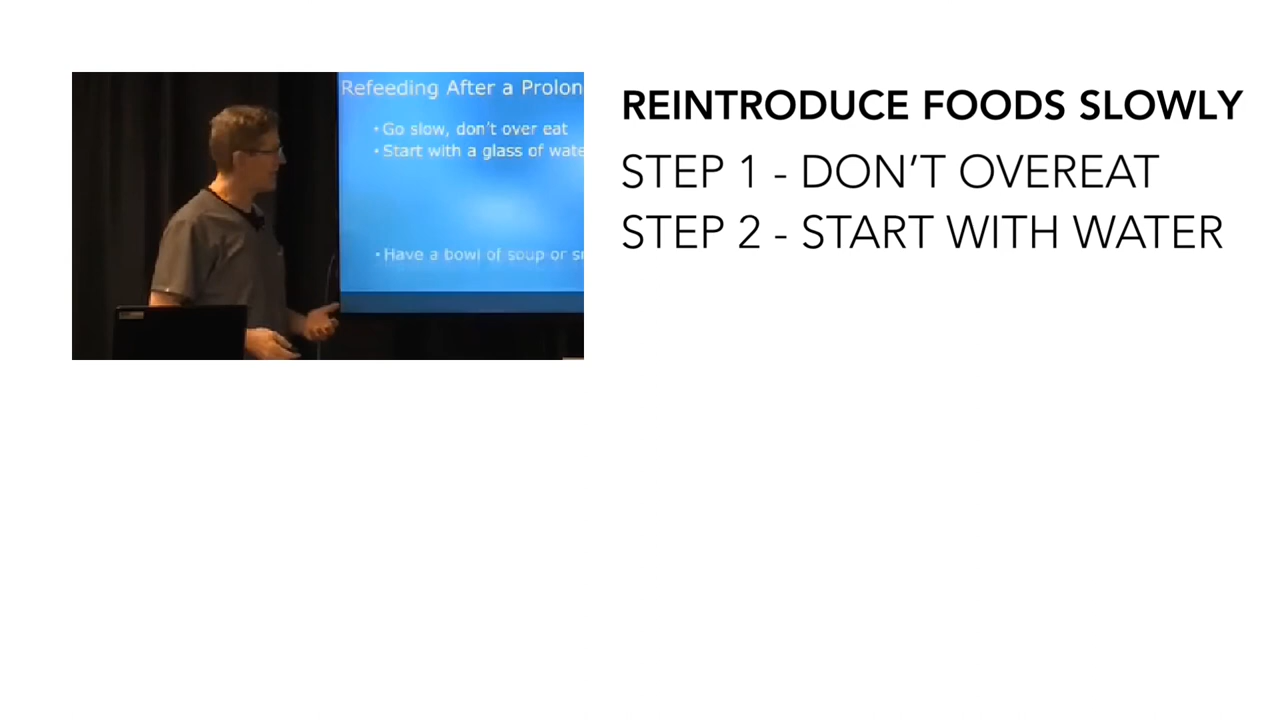 Refeeding After a Prolon
• Go slow, don't over eat
• Start with a glass of wate
• Have a bowl of soup or
REINTRODUCE FOODS SLOWLY
STEP 1 - DON'T OVEREAT
STEP 2 - START WITH WATER